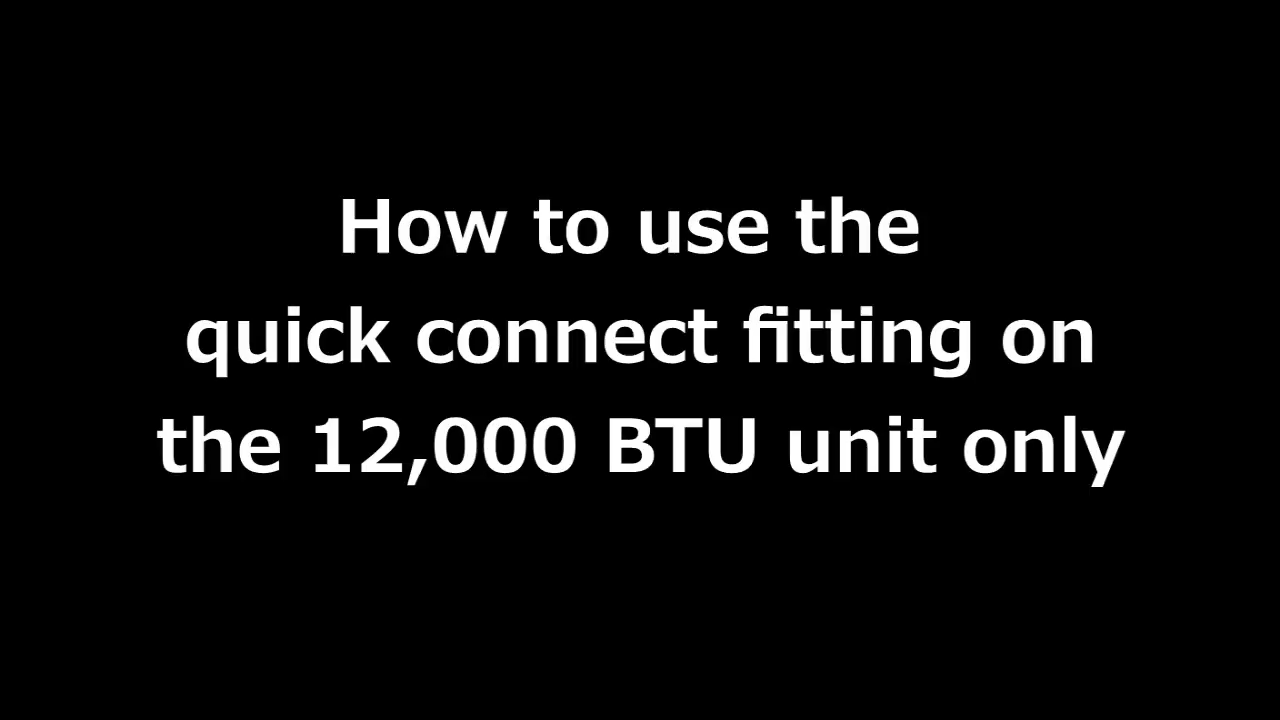 How to use the
quick connect fitting on
the 12,000 BTU unit only